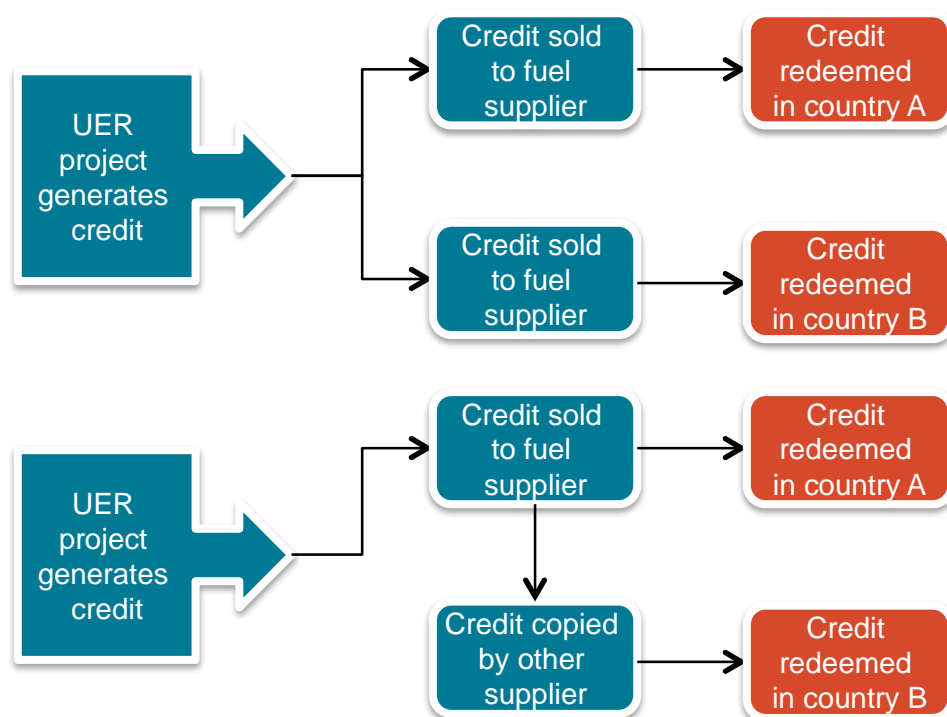 UER
project
generates
credit
Credit sold
to fuel
supplier
Credit
redeemed
in country A
Credit sold
to fuel
supplier
Credit
redeemed
in country B
UER
project
generates
credit
Credit sold
to fuel
supplier
Credit
redeemed
in country A
Credit copied
by other
supplier
Credit
redeemed
in country B